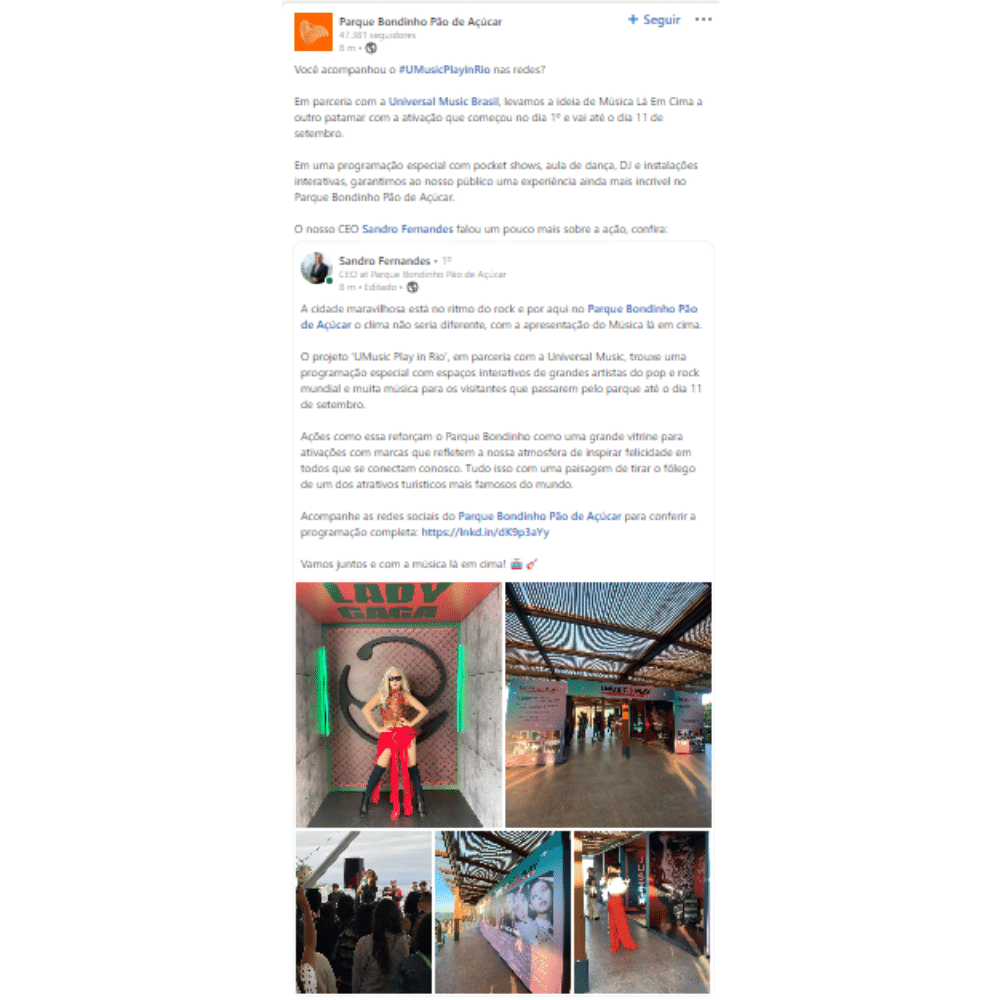 Parque Bondinho Pão de Açúcar
+ Seguir
47.381 seguidores
8 m •
Você acompanhou o #UMusicPlayinRio nas redes?
Em parceria com a Universal Music Brasil, levamos a ideia de Música Lá Em Cima a
outro patamar com a ativação que começou no dia 1º e vai até o dia 11 de
setembro.
Em uma programação especial com pocket shows, aula de dança, DJ e instalações
interativas, garantimos ao nosso público uma experiência ainda mais incrível no
Parque Bondinho Pão de Açúcar.
O nosso CEO Sandro Fernandes falou um pouco mais sobre a ação, confira:
Sandro Fernandes • 1º
CEO at Parque Bondinho Pão de Açúcar
8 m • Editado •
A cidade maravilhosa está no ritmo do rock e por aqui no Parque Bondinho Pão
de Açúcar o clima não seria diferente, com a apresentação do Música lá em cima.
O projeto 'UMusic Play in Rio', em parceria com a Universal Music, trouxe uma
programação especial com espaços interativos de grandes artistas do pop e rock
mundial e muita música para os visitantes que passarem pelo parque até o dia 11
de setembro.
Ações como essa reforçam o Parque Bondinho como uma grande vitrine para
ativações com marcas que refletem a nossa atmosfera de inspirar felicidade em
todos que se conectam conosco. Tudo isso com uma paisagem de tirar o fôlego
de um dos atrativos turísticos mais famosos do mundo.
Acompanhe as redes sociais do Parque Bondinho Pão de Açúcar para conferir a
programação completa: https://lnkd.in/dK9p3aYy
Vamos juntos e com a música lá em cima!
LADY
GAGA